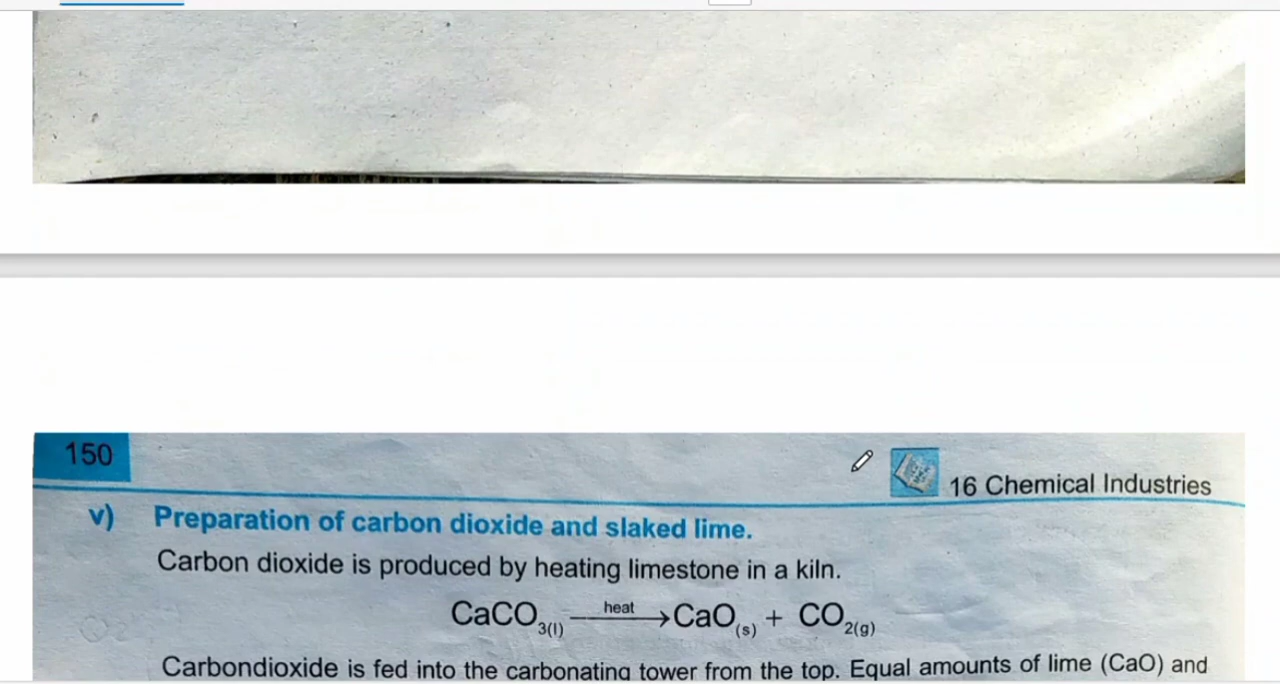 150
16 Chemical Industries
v) Preparation of carbon dioxide and slaked lime.
Carbon dioxide is produced by heating limestone in a kiln.
CaCO₃₍ₗ₎ —heat→ CaO₍ₛ₎ + CO₂₍g₎
Carbondioxide is fed into the carbonating tower from the top. Equal amounts of lime (CaO) and